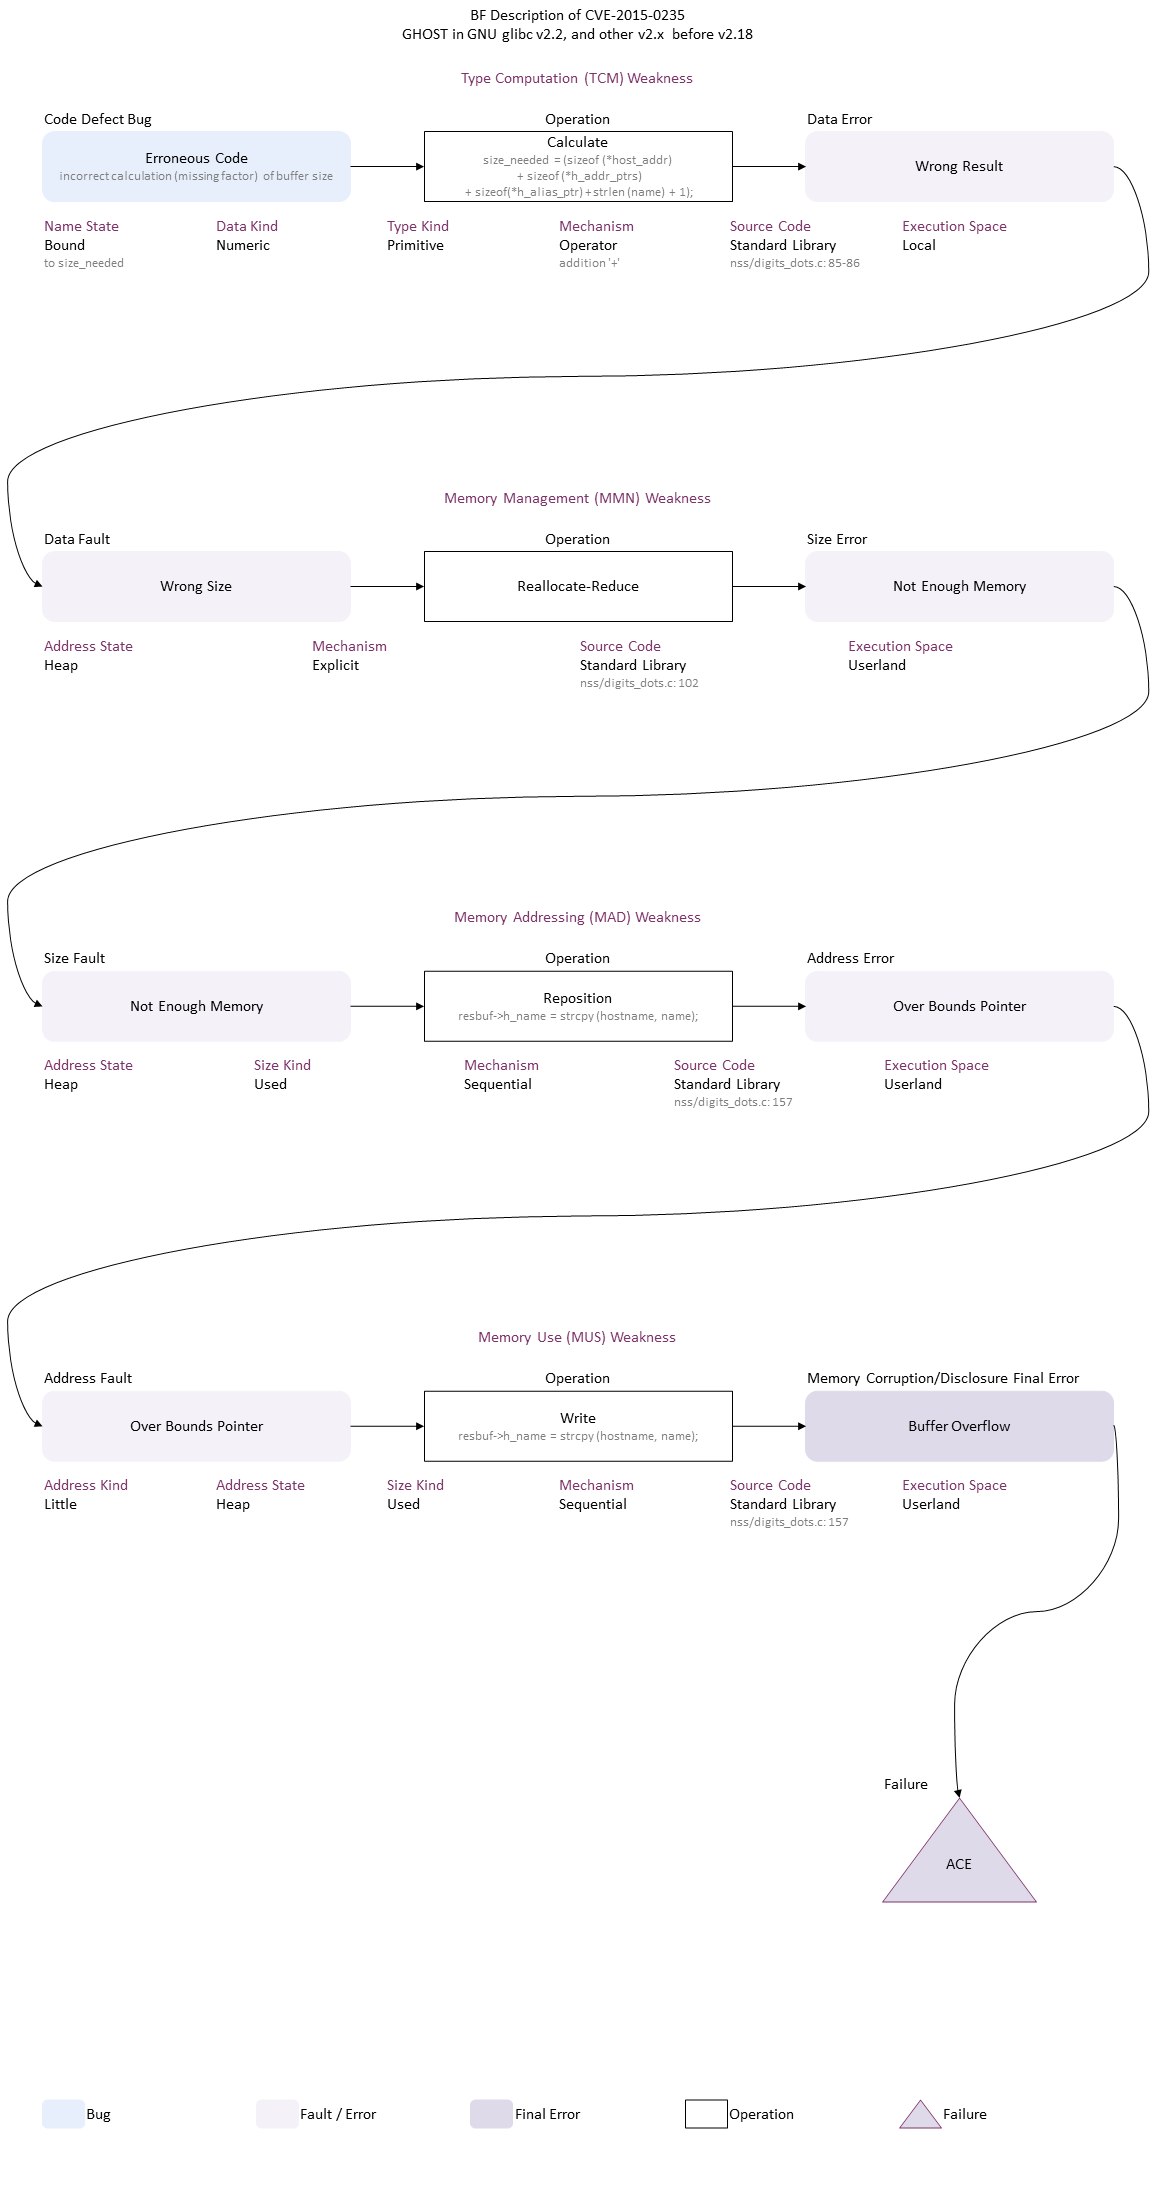 BF Description of CVE-2015-0235
GHOST in GNU glibc v2.2, and other v2.x before v2.18
Type Computation (TCM) Weakness
Code Defect Bug
Operation
Data Error
Erroneous Code
incorrect calculation (missing factor) of buffer size
Calculate
size_needed = (sizeof (*host_addr)
+ sizeof (*h_addr_ptrs)
+ sizeof(*h_alias_ptr) + strlen (name) + 1);
Wrong Result
Name State
Bound
to size_needed
Data Kind
Numeric
Type Kind
Primitive
Mechanism
Operator
addition '+'
Source Code
Standard Library
nss/digits_dots.c: 85-86
Execution Space
Local
Memory Management (MMN) Weakness
Data Fault
Operation
Size Error
Wrong Size
Reallocate-Reduce
Not Enough Memory
Address State
Heap
Mechanism
Explicit
Source Code
Standard Library
nss/digits_dots.c: 102
Execution Space
Userland
Memory Addressing (MAD) Weakness
Size Fault
Operation
Address Error
Not Enough Memory
Reposition
resbuf->h_name = strcpy (hostname, name);
Over Bounds Pointer
Address State
Heap
Size Kind
Used
Mechanism
Sequential
Source Code
Standard Library
nss/digits_dots.c: 157
Execution Space
Userland
Memory Use (MUS) Weakness
Address Fault
Operation
Memory Corruption/Disclosure Final Error
Over Bounds Pointer
Write
resbuf->h_name = strcpy (hostname, name);
Buffer Overflow
Address Kind
Little
Address State
Heap
Size Kind
Used
Mechanism
Sequential
Source Code
Standard Library
nss/digits_dots.c: 157
Execution Space
Userland
Failure
ACE
Bug
Fault / Error
Final Error
Operation
Failure